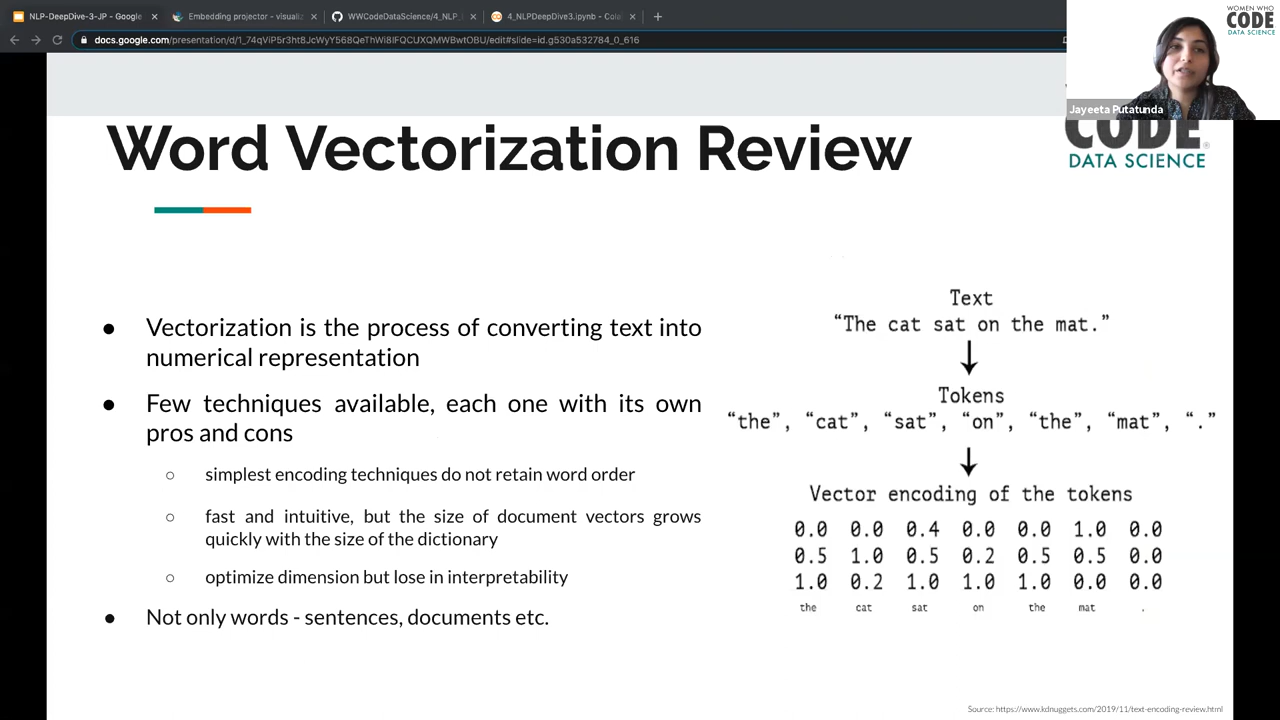 NLP-DeepDive-3-JP - Google
Embedding projector - visualiz
WWCodeDataScience/4_NLP.
4_NLPDeepDive3.ipynb - Cola
docs.google.com/presentation/d/1_74qViP5r3ht8JcWyY568QeThWi8IFQCUXQMWBwtOBU/edit#slide=id.g530a532784_0_616
WOMEN WHO
CODE
DATA SCIENCE
Jayeeta Putatunda
CODE
DATA SCIENCE
Word Vectorization Review
● Vectorization is the process of converting text into
numerical representation
● Few techniques available, each one with its own
pros and cons
○ simplest encoding techniques do not retain word order
○ fast and intuitive, but the size of document vectors grows
quickly with the size of the dictionary
○ optimize dimension but lose in interpretability
● Not only words - sentences, documents etc.
Text
“The cat sat on the mat.”
Tokens
“the”, “cat”, “sat”, “on”, “the”, “mat”, “.”
Vector encoding of the tokens
0.0 0.0 0.4 0.0 0.0 1.0 0.0
0.5 1.0 0.5 0.2 0.5 0.5 0.0
1.0 0.2 1.0 1.0 1.0 0.0 0.0
the cat sat on the mat .
Source: https://www.kdnuggets.com/2019/11/text-encoding-review.html